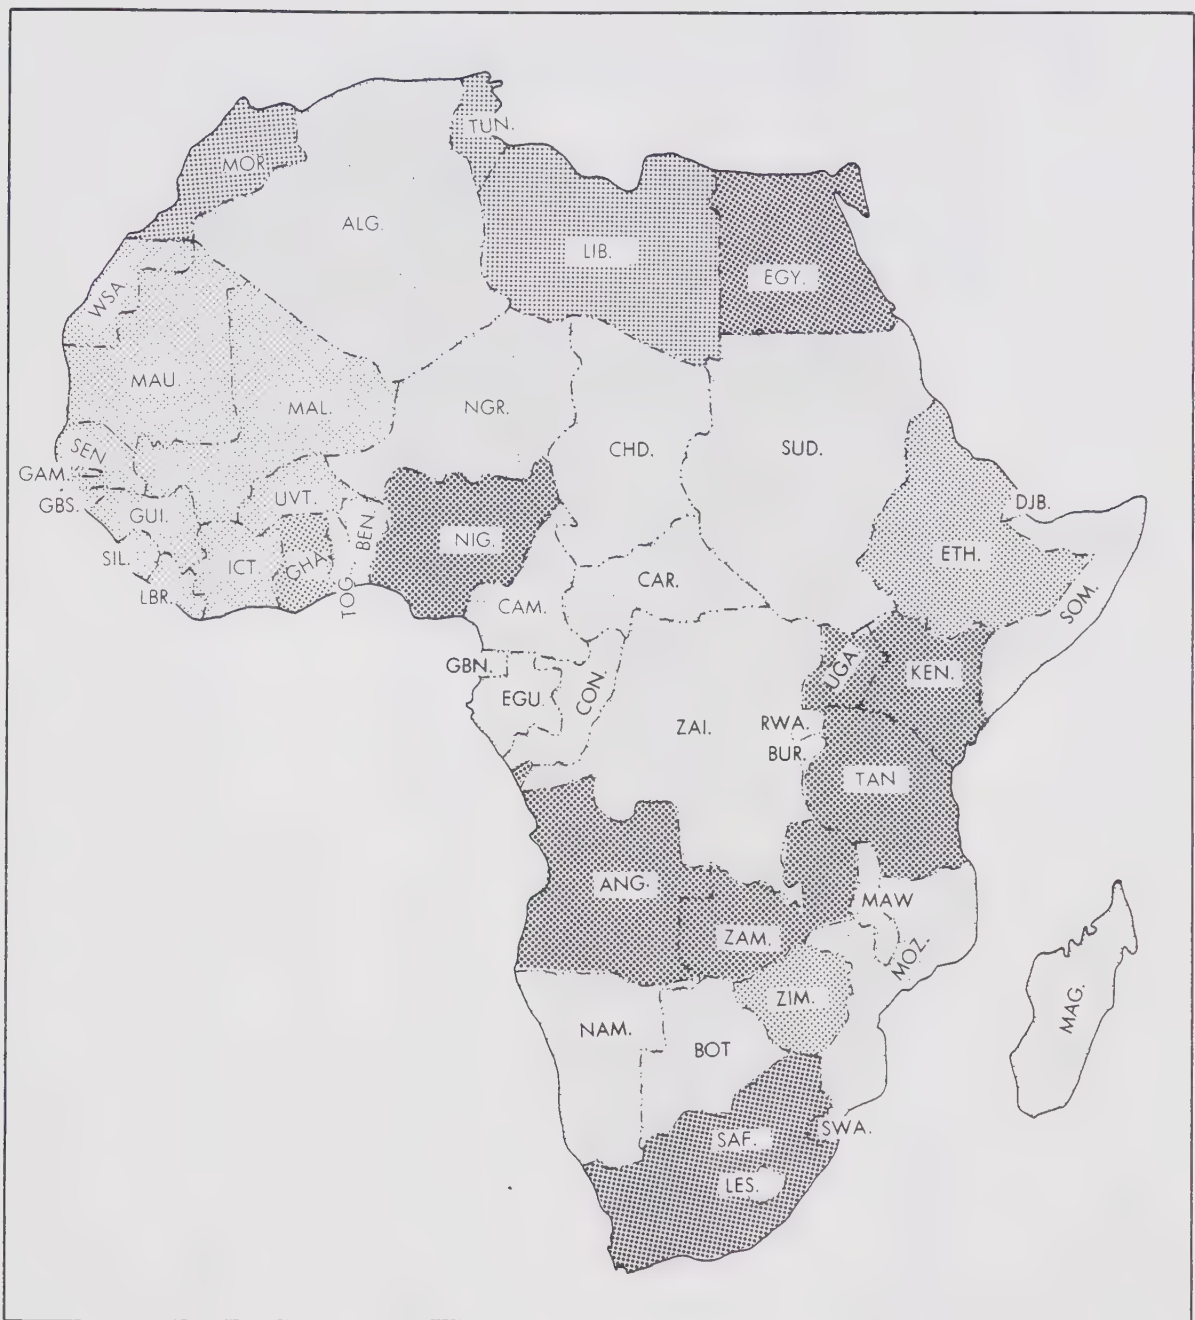 TUN.
MOR.
ALG.
LIB.
EGY.
WSA.
MAU.
MAL.
NGR.
CHD.
SUD.
SEN
GAM.
GBS.
GUI.
UVT.
BEN.
NIG.
DJB.
ETH.
SIL.
ICT.
GHA.
LBR.
TOG
CAM.
CAR.
SOM.
GBN.
EGU.
CON.
UGA
KEN.
ZAI.
RWA.
BUR.
TAN
ANG.
MAW
ZAM.
MOZ.
ZIM.
MAG.
NAM.
BOT
SWA.
SAF.
LES.